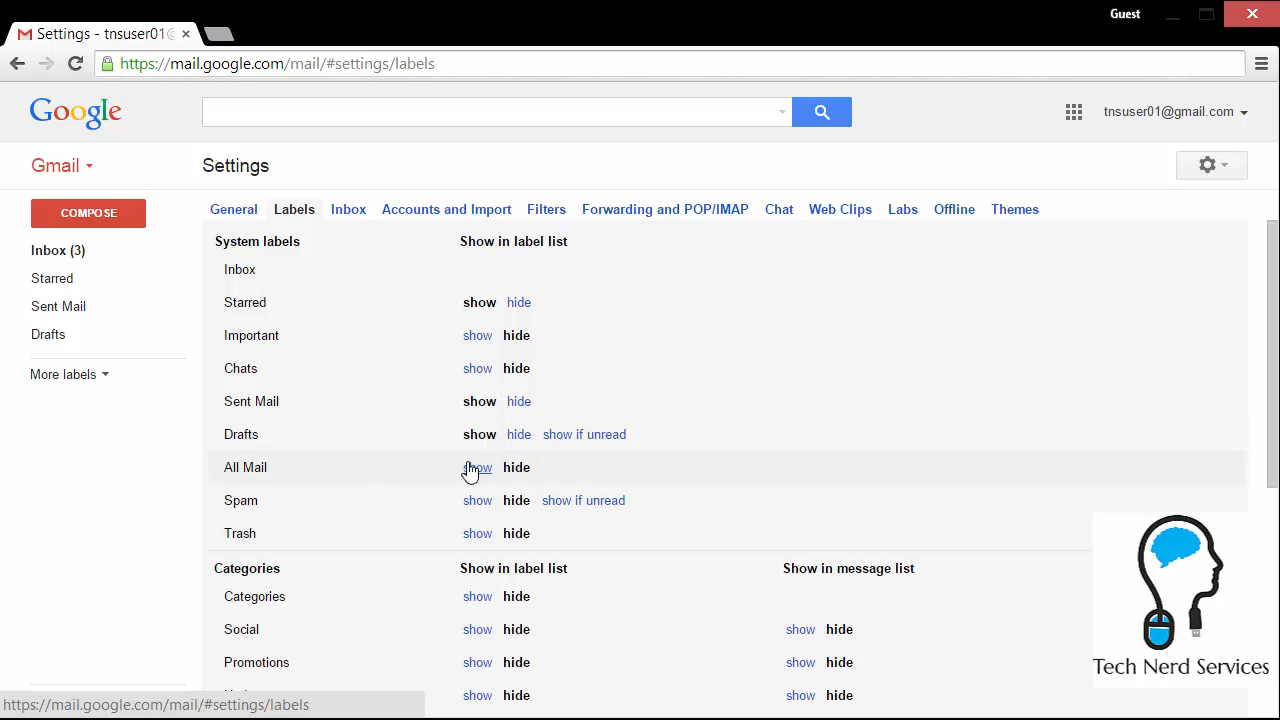 Guest
Settings - tnsuser01@
https://mail.google.com/mail/#settings/labels
Google
tnsuser01@gmail.com
Gmail
Settings
COMPOSE
General Labels Inbox Accounts and Import Filters Forwarding and POP/IMAP Chat Web Clips Labs Offline Themes
Inbox (3)
Starred
Sent Mail
Drafts
More labels
System labels Show in label list
Inbox
Starred show hide
Important show hide
Chats show hide
Sent Mail show hide
Drafts show hide show if unread
All Mail show hide
Spam show hide show if unread
Trash show hide
Categories Show in label list Show in message list
Categories show hide
Social show hide show hide
Promotions show hide show hide
show hide show hide
https://mail.google.com/mail/#settings/labels
Tech Nerd Services